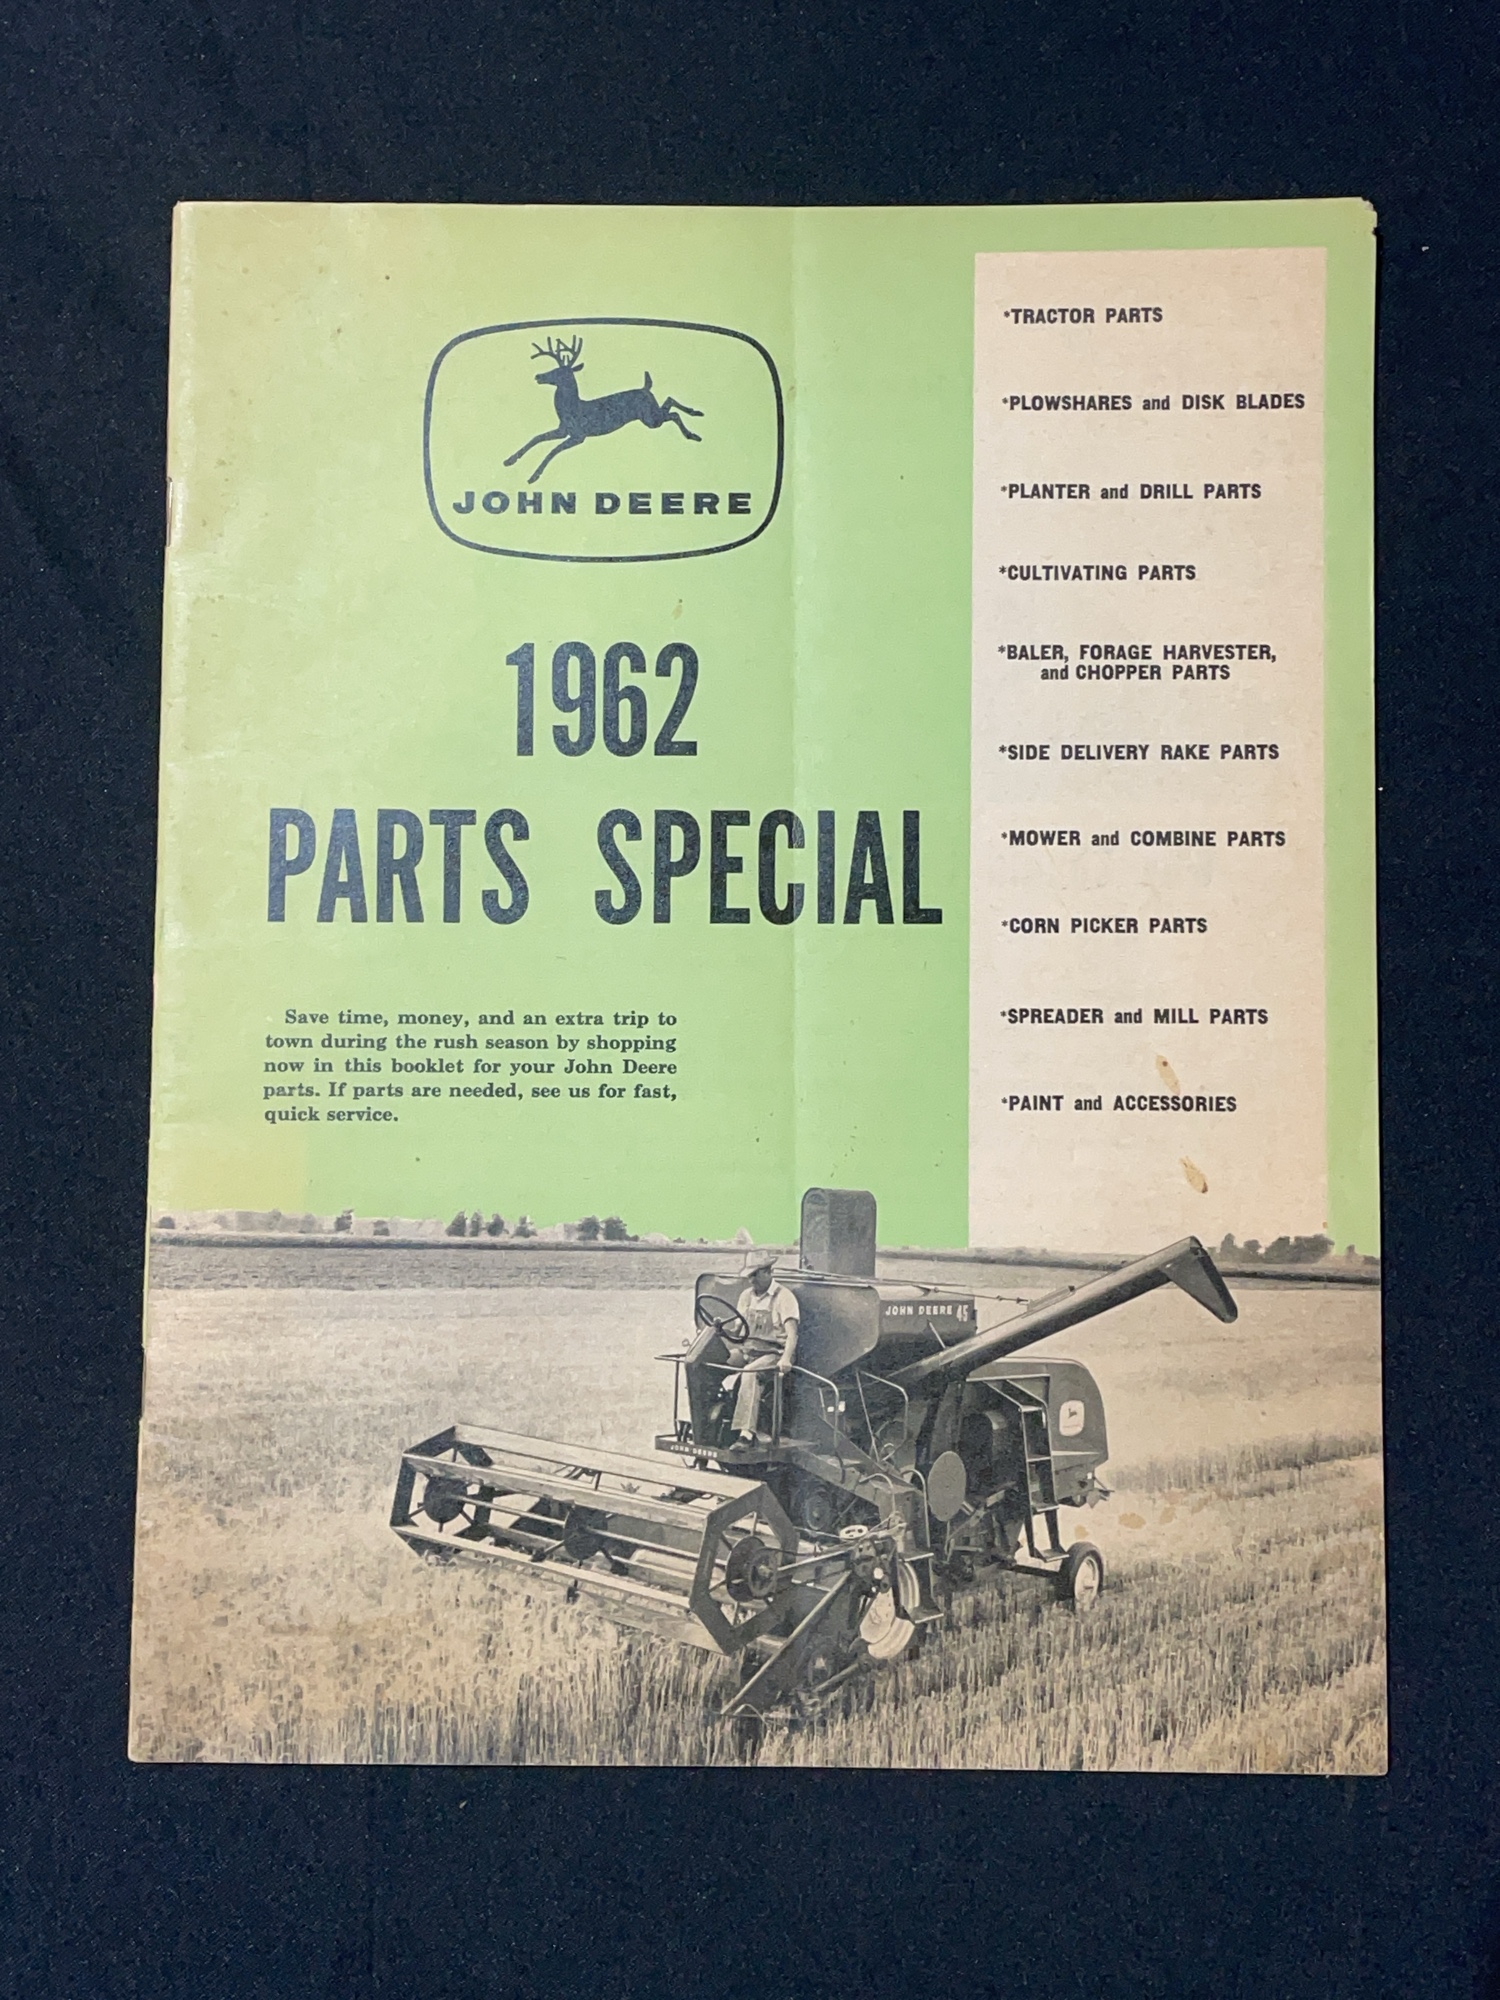 JOHN DEERE
1962
PARTS SPECIAL
Save time, money, and an extra trip to
town during the rush season by shopping
now in this booklet for your John Deere
parts. If parts are needed, see us for fast,
quick service.
*TRACTOR PARTS
*PLOWSHARES and DISK BLADES
*PLANTER and DRILL PARTS
*CULTIVATING PARTS
*BALER, FORAGE HARVESTER,
and CHOPPER PARTS
*SIDE DELIVERY RAKE PARTS
*MOWER and COMBINE PARTS
*CORN PICKER PARTS
*SPREADER and MILL PARTS
*PAINT and ACCESSORIES
JOHN DEERE 45
JOHN DEERE